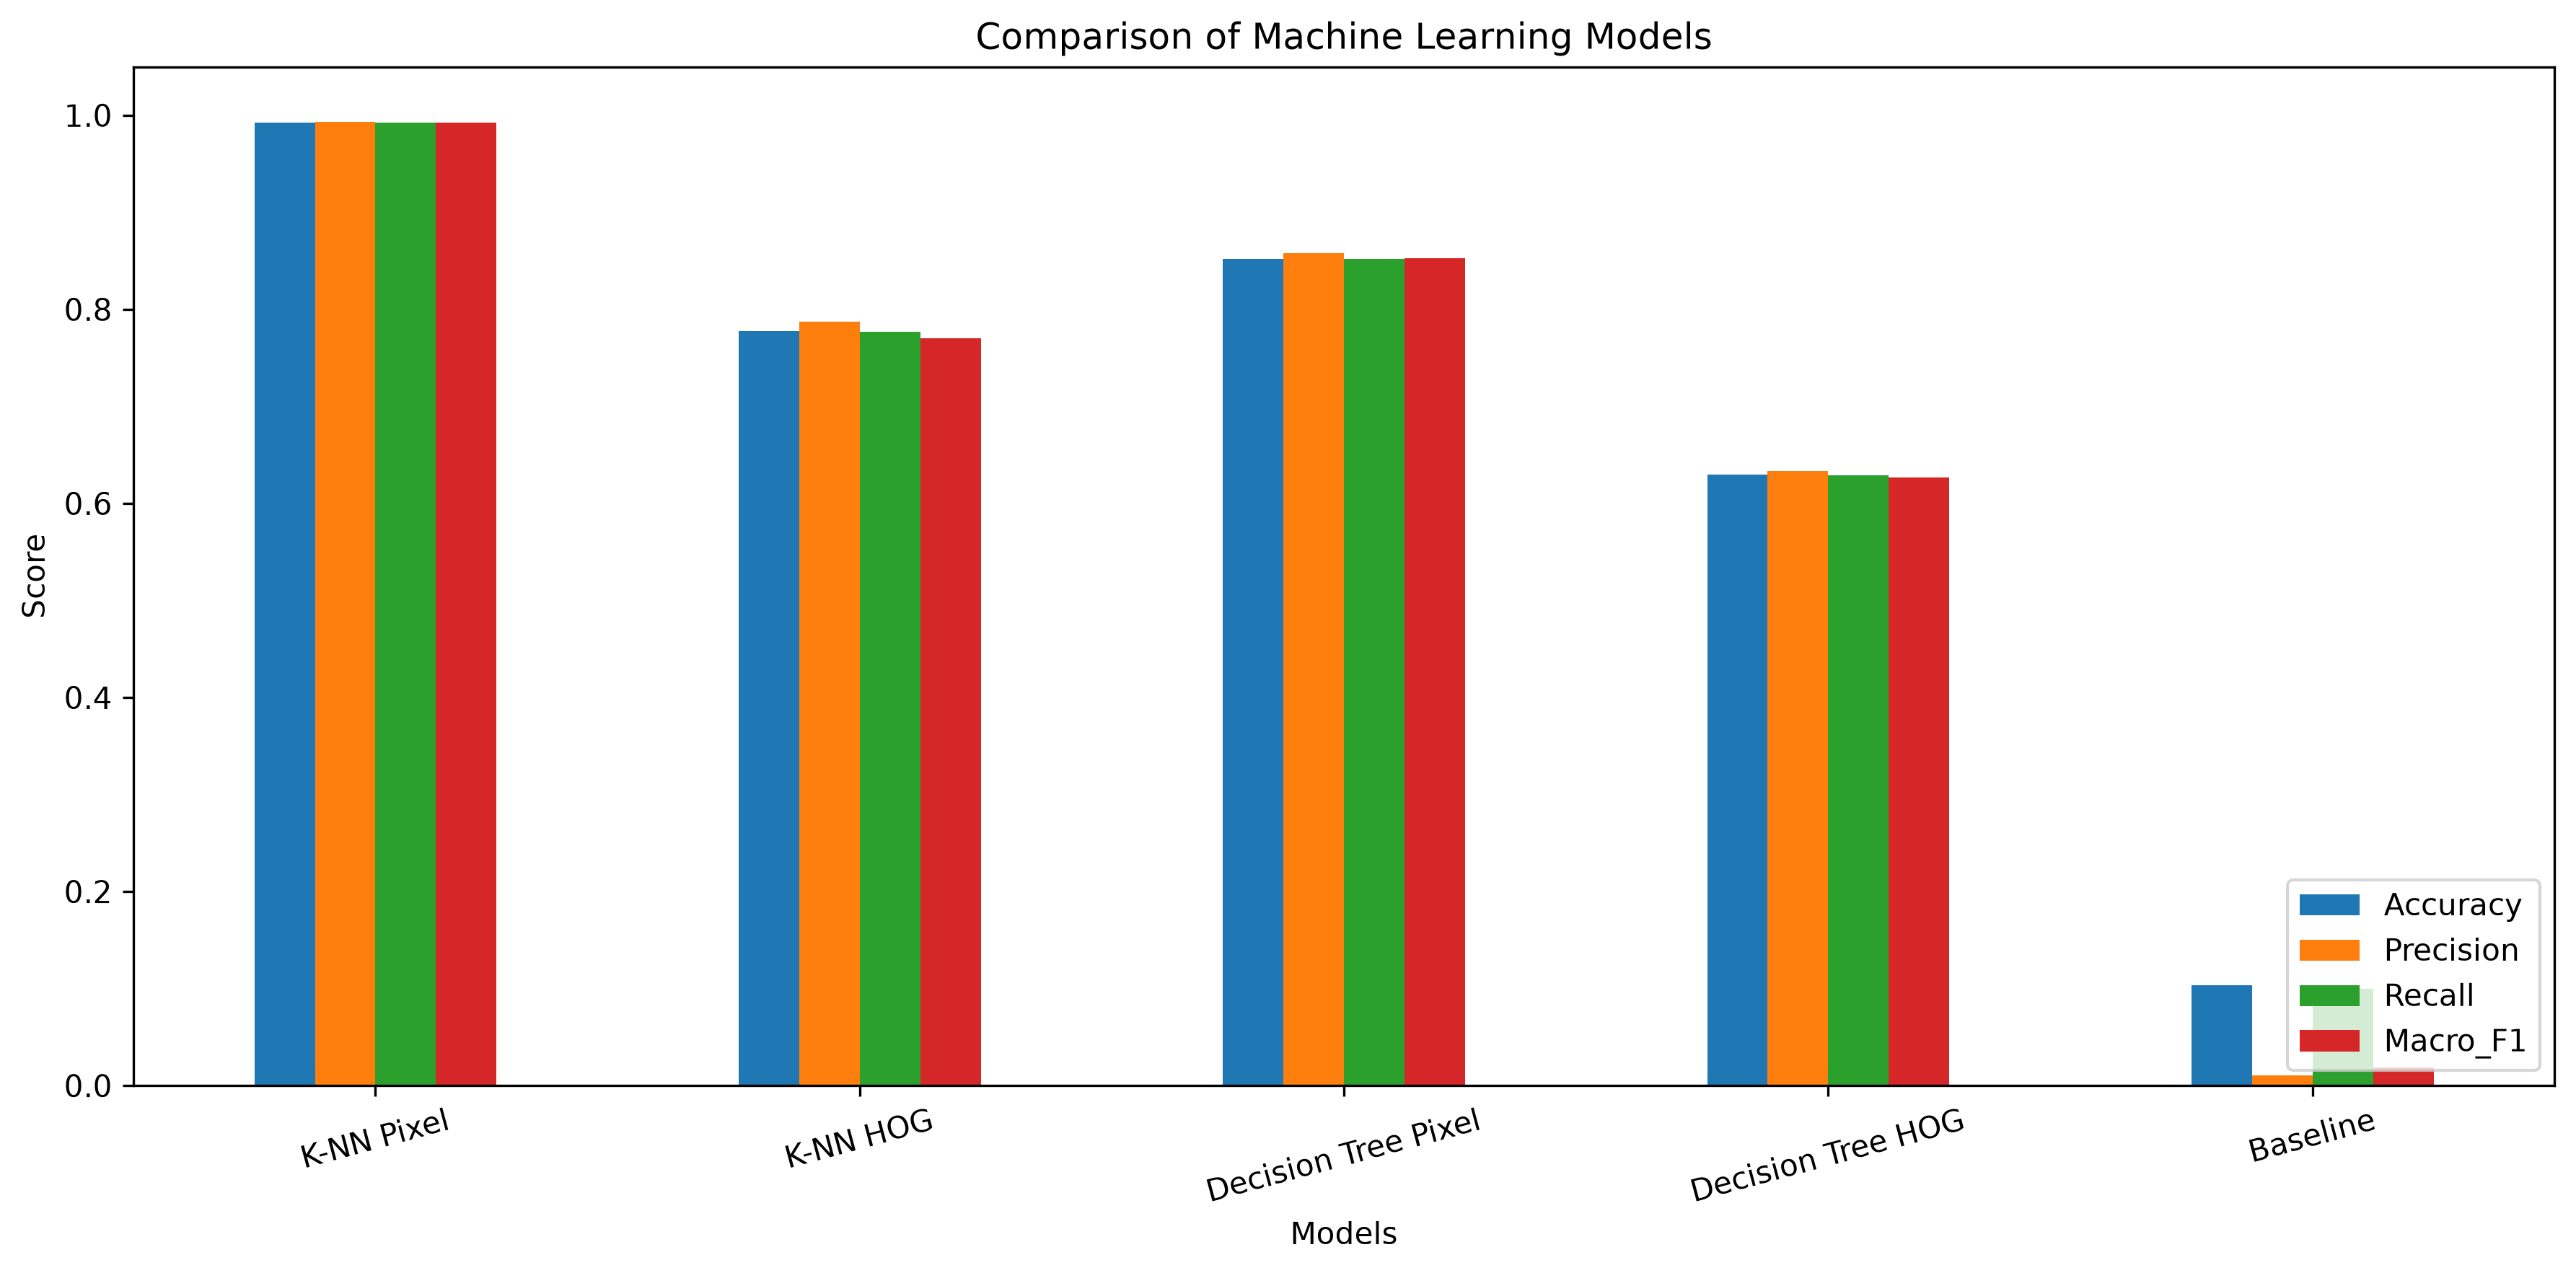 Comparison of Machine Learning Models
Score
1.0
0.8
0.6
0.4
0.2
0.0
Accuracy
Precision
Recall
Macro_F1
K-NN Pixel
K-NN HOG
Decision Tree Pixel
Decision Tree HOG
Baseline
Models